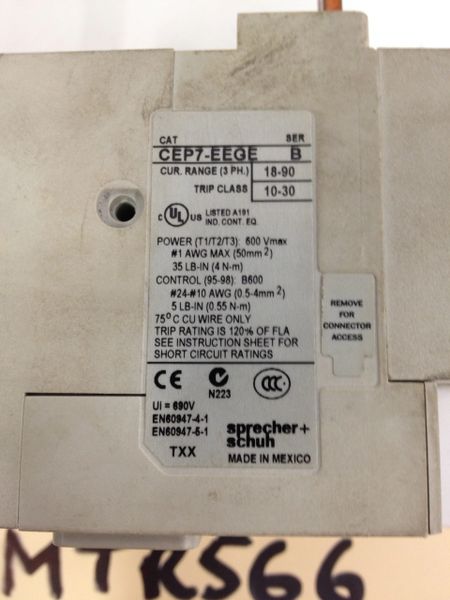 CAT SER
CEP7-EEGE B
CUR. RANGE (3 PH.) 18-90
TRIP CLASS 10-30
C UL US LISTED A191
IND. CONT. EQ.
POWER (T1/T2/T3): 600 Vmax
#1 AWG MAX (50mm²)
35 LB-IN (4 N-m)
CONTROL (95-98): B600
#24-#10 AWG (0.5-4mm²)
5 LB-IN (0.55 N-m)
75°C CU WIRE ONLY
TRIP RATING IS 120% OF FLA
SEE INSTRUCTION SHEET FOR
SHORT CIRCUIT RATINGS
REMOVE
FOR
CONNECTOR
ACCESS
CE N223 CCC
Ui = 690V
EN60947-4-1
EN60947-5-1
TXX
sprecher+
schuh
MADE IN MEXICO
MTR566